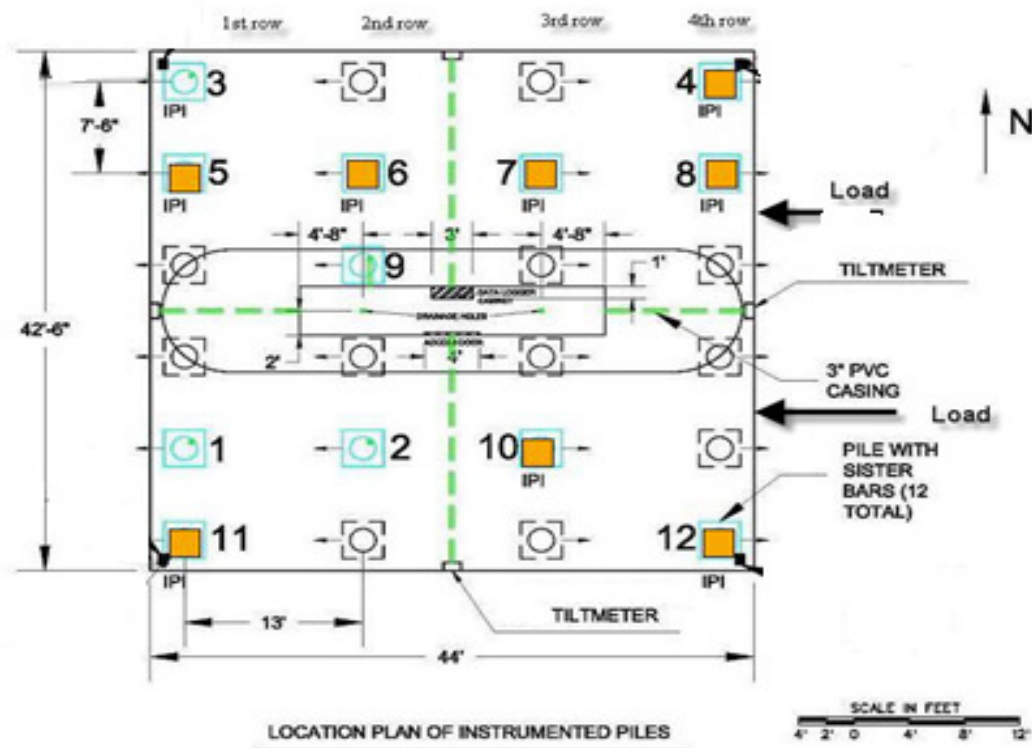 1st row
2nd row
3rd row
4th row
3
IPI
4
IPI
N
7'-6"
5
IPI
6
IPI
7
IPI
8
IPI
Load
4'-8"
3'
4'-8"
9
1'
DATA LOGGER
CABINET
TILTMETER
DRAINAGE HOLES
42'-6"
2'
ACCESS DOOR
4'
3" PVC
CASING
Load
1
2
10
IPI
PILE WITH
SISTER
BARS (12
TOTAL)
11
IPI
12
IPI
TILTMETER
13'
44'
LOCATION PLAN OF INSTRUMENTED PILES
SCALE IN FEET
4' 2' 0 4' 8' 12'